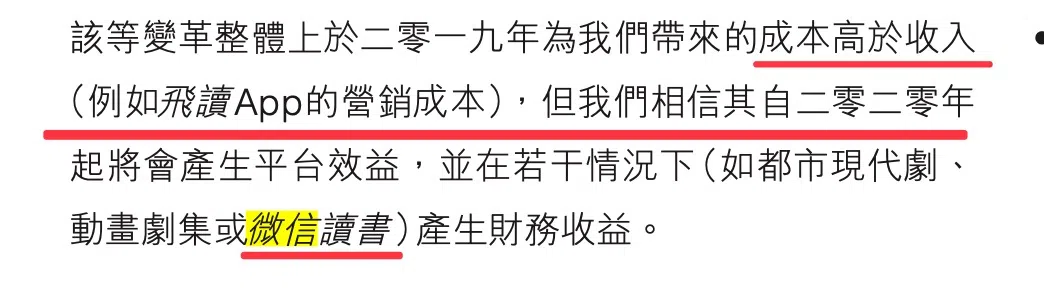 該等變革整體上於二零一九年為我們帶來的成本高於收入
(例如飛讀App的營銷成本)，但我們相信其自二零二零年
起將會產生平台效益，並在若干情況下(如都市現代劇、
動畫劇集或微信讀書)產生財務收益。